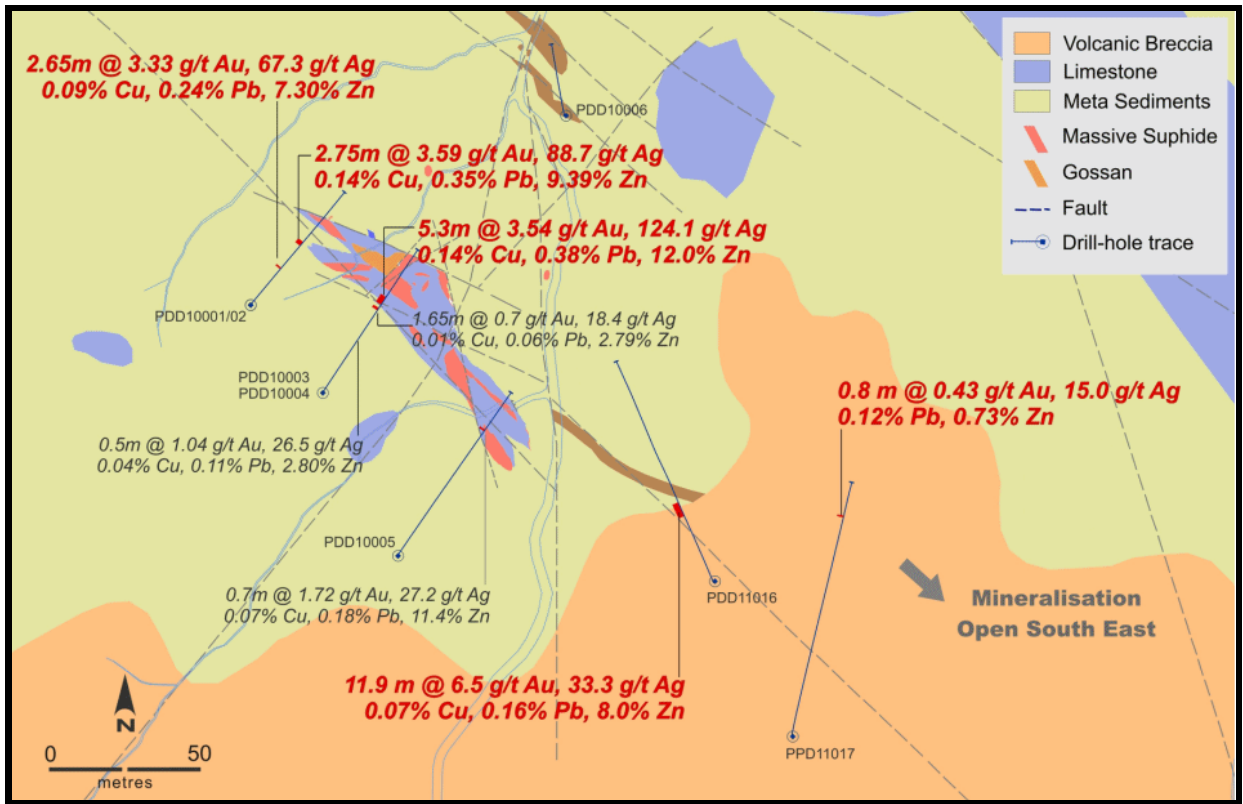 2.65m @ 3.33 g/t Au, 67.3 g/t Ag
0.09% Cu, 0.24% Pb, 7.30% Zn
Volcanic Breccia
Limestone
Meta Sediments
Massive Suphide
Gossan
Fault
Drill-hole trace
PDD10006
2.75m @ 3.59 g/t Au, 88.7 g/t Ag
0.14% Cu, 0.35% Pb, 9.39% Zn
5.3m @ 3.54 g/t Au, 124.1 g/t Ag
0.14% Cu, 0.38% Pb, 12.0% Zn
PDD10001/02
1.65m @ 0.7 g/t Au, 18.4 g/t Ag
0.01% Cu, 0.06% Pb, 2.79% Zn
PDD10003
PDD10004
0.8 m @ 0.43 g/t Au, 15.0 g/t Ag
0.12% Pb, 0.73% Zn
0.5m @ 1.04 g/t Au, 26.5 g/t Ag
0.04% Cu, 0.11% Pb, 2.80% Zn
PDD10005
0.7m @ 1.72 g/t Au, 27.2 g/t Ag
0.07% Cu, 0.18% Pb, 11.4% Zn
PDD11016
Mineralisation
Open South East
11.9 m @ 6.5 g/t Au, 33.3 g/t Ag
0.07% Cu, 0.16% Pb, 8.0% Zn
PPD11017
N
0 50
metres